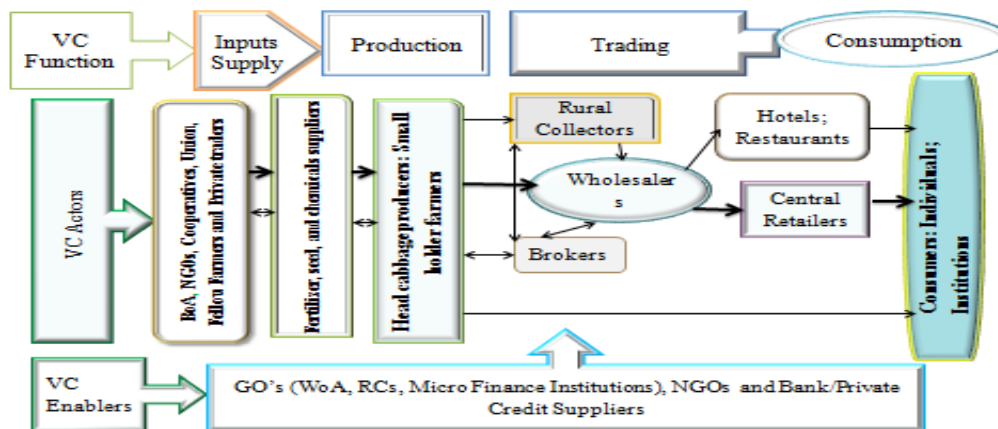 VC
Function
Inputs
Supply
Production
Trading
Consumption
VC Actors
BoA, NGOs, Cooperatives, Union,
Fellow Farmers and Private traders
Fertilizer, seed, and chemicals suppliers
Head cabbage producers: Small
holder farmers
Rural
Collectors
Wholesaler
s
Brokers
Hotels;
Restaurants
Central
Retailers
Consumers: Individuals;
Institutions
VC
Enablers
GO's (WoA, RCs, Micro Finance Institutions), NGOs and Bank/Private
Credit Suppliers